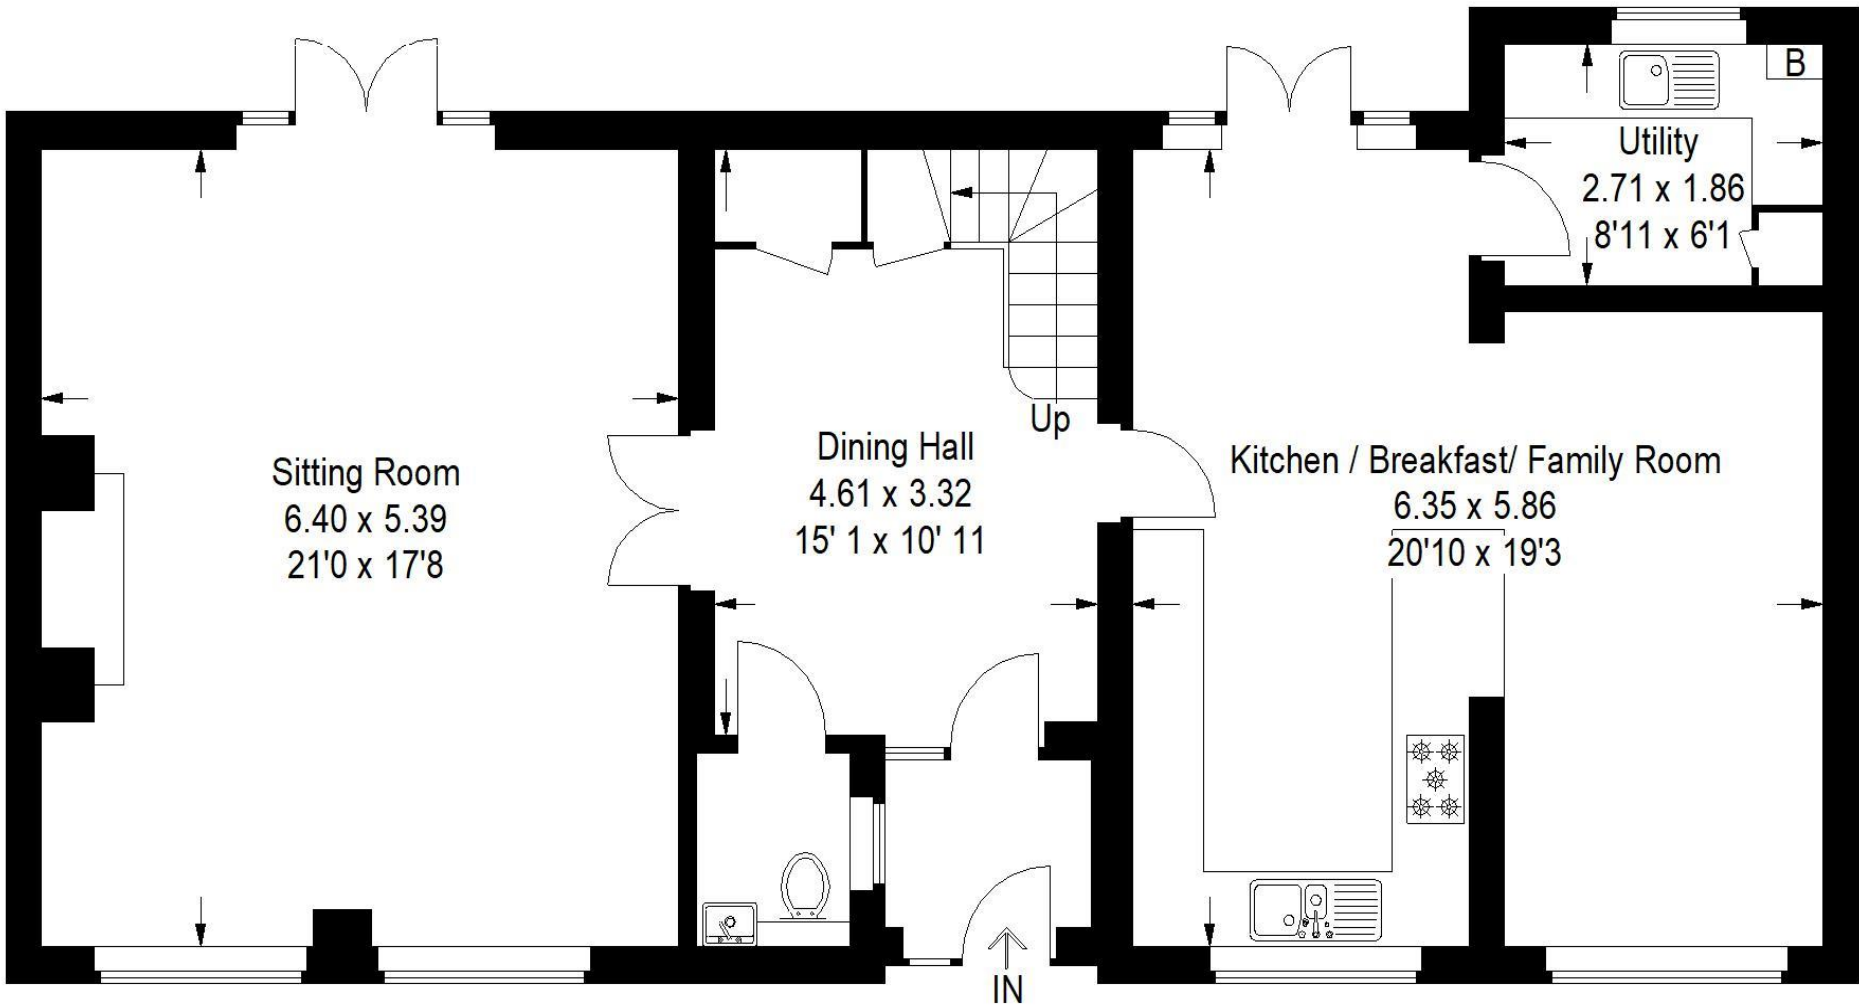 B
Utility
2.71 x 1.86
8'11 x 6'1
Up
Sitting Room
6.40 x 5.39
21'0 x 17'8
Dining Hall
4.61 x 3.32
15' 1 x 10' 11
Kitchen / Breakfast/ Family Room
6.35 x 5.86
20'10 x 19'3
IN